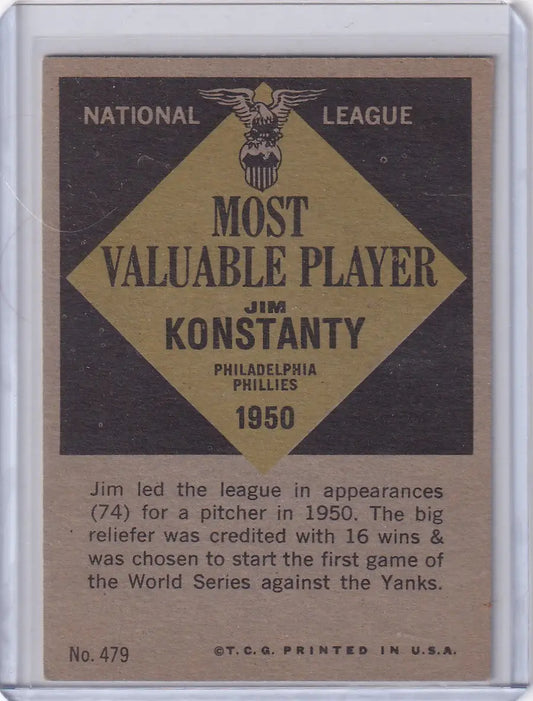 NATIONAL LEAGUE
MOST
VALUABLE PLAYER
JIM
KONSTANTY
PHILADELPHIA
PHILLIES
1950
Jim led the league in appearances
(74) for a pitcher in 1950. The big
reliefer was credited with 16 wins &
was chosen to start the first game of
the World Series against the Yanks.
No. 479 ©T.C.G. PRINTED IN U.S.A.